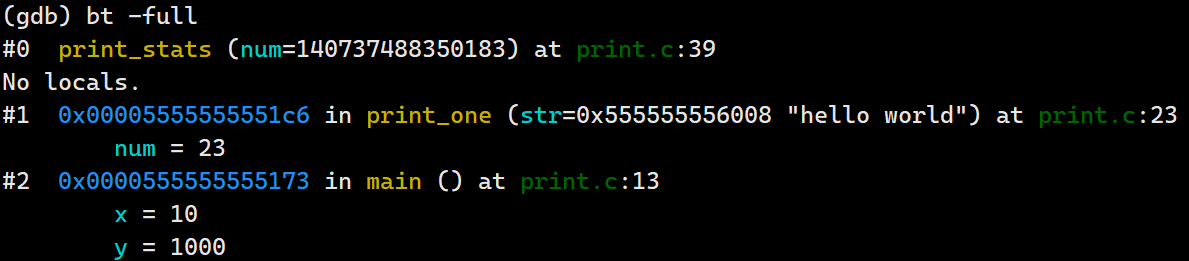 (gdb) bt -full
#0  print_stats (num=140737488350183) at print.c:39
No locals.
#1  0x00005555555551c6 in print_one (str=0x555555556008 "hello world") at print.c:23
        num = 23
#2  0x0000555555555173 in main () at print.c:13
        x = 10
        y = 1000